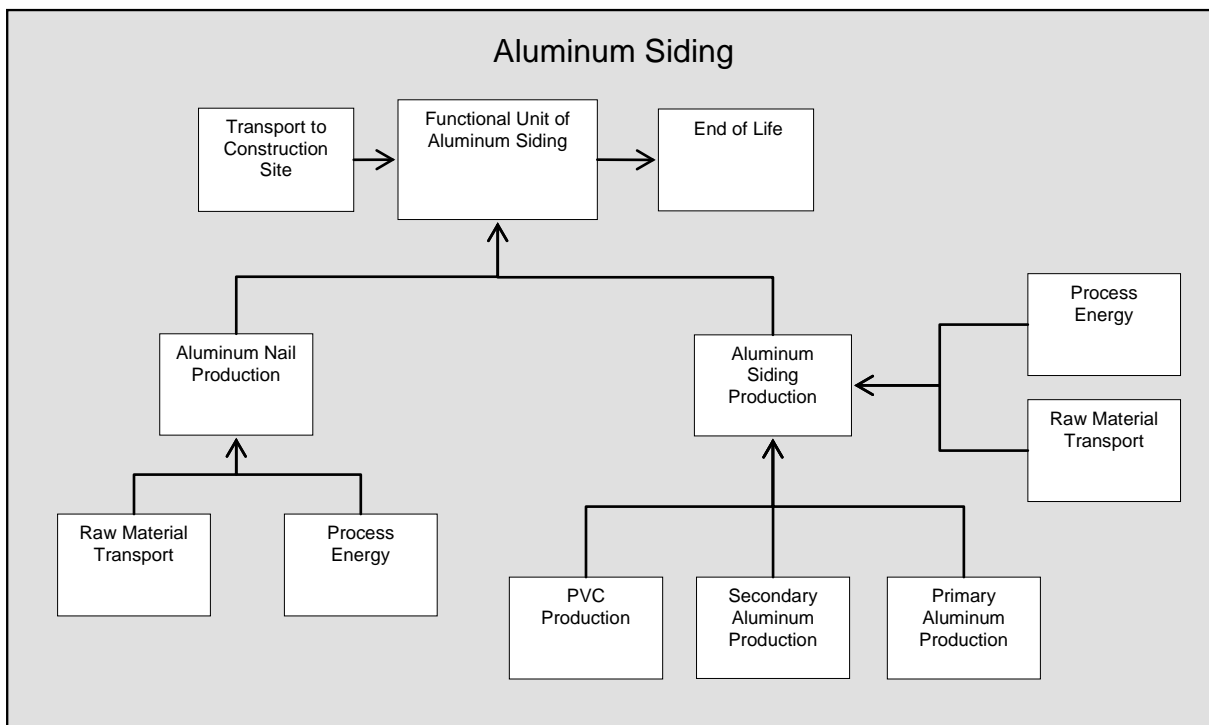 Aluminum Siding
Transport to
Construction
Site
Functional Unit of
Aluminum Siding
End of Life
Process
Energy
Aluminum Nail
Production
Aluminum
Siding
Production
Raw Material
Transport
Raw Material
Transport
Process
Energy
PVC
Production
Secondary
Aluminum
Production
Primary
Aluminum
Production